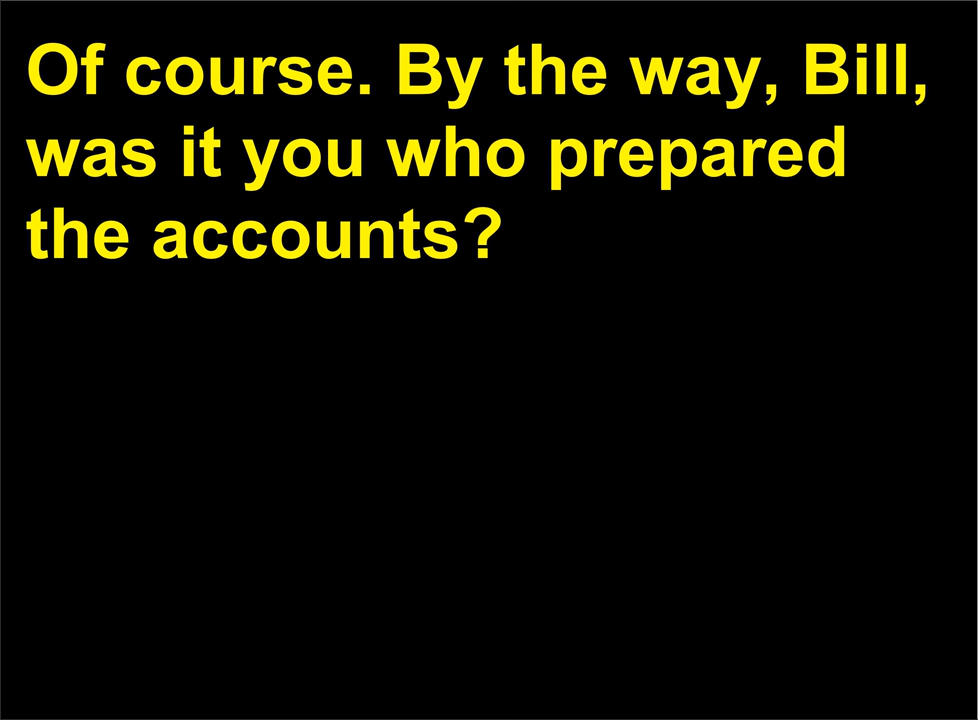 Of course. By the way, Bill,
was it you who prepared
the accounts?